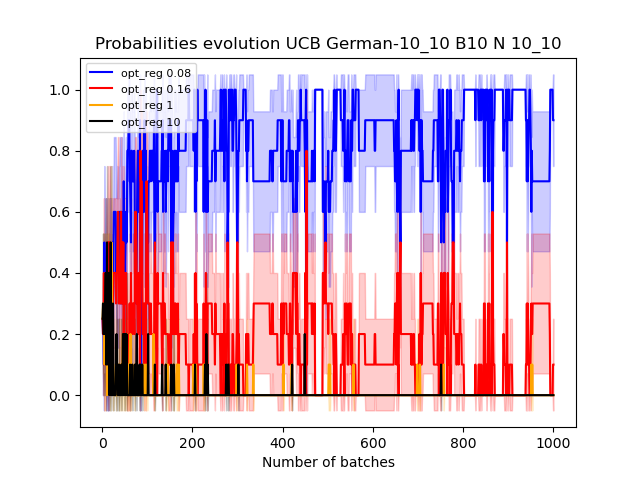 Probabilities evolution UCB German-10_10 B10 N 10_10
opt_reg 0.08
opt_reg 0.16
opt_reg 1
opt_reg 10
1.0
0.8
0.6
0.4
0.2
0.0
0 200 400 600 800 1000
Number of batches